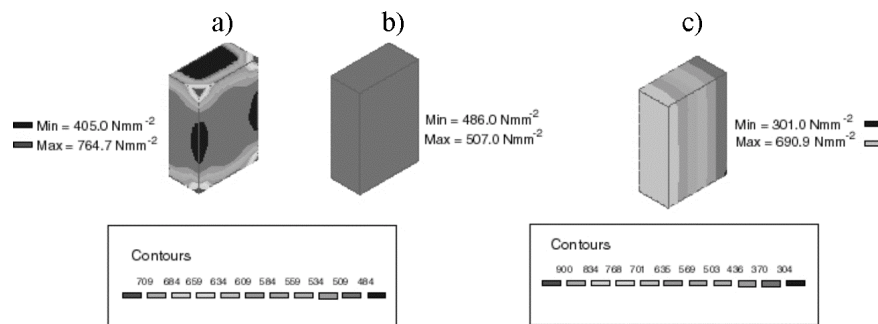 a)
b)
c)
Min = 405.0 Nmm-2
Max = 764.7 Nmm-2
Min = 486.0 Nmm-2
Max = 507.0 Nmm-2
Min = 301.0 Nmm-2
Max = 690.9 Nmm-2
Contours
709 684 659 634 609 584 559 534 509 484
Contours
900 834 768 701 635 569 503 436 370 304